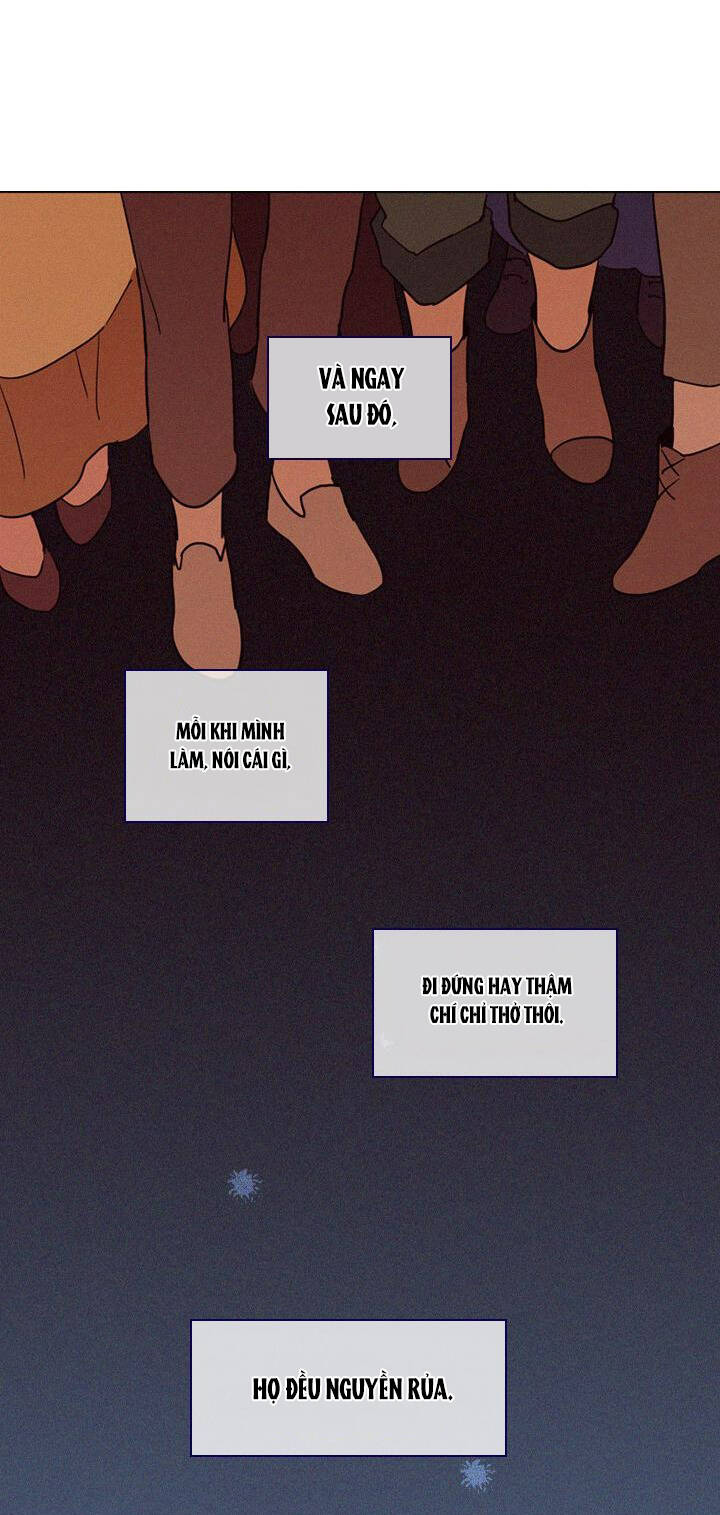 VÀ NGAY
SAU ĐÓ,
MỖI KHI MÌNH
LÀM, NÓI CÁI GÌ,
ĐI ĐỨNG HAY THẬM
CHÍ CHỈ THỞ THÔI,
HỌ ĐỀU NGUYỀN RỦA.